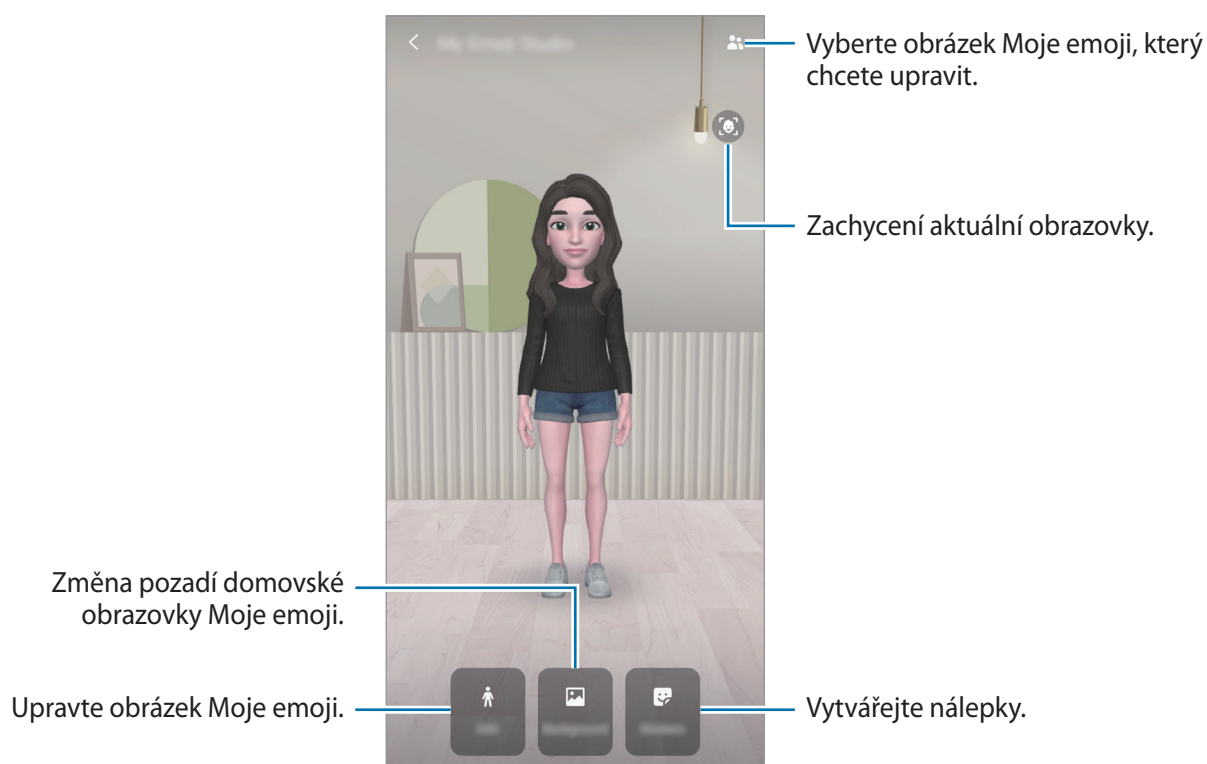 Vyberte obrázek Moje emoji, který
chcete upravit.
Zachycení aktuální obrazovky.
Změna pozadí domovské
obrazovky Moje emoji.
Upravte obrázek Moje emoji.
Vytvářejte nálepky.